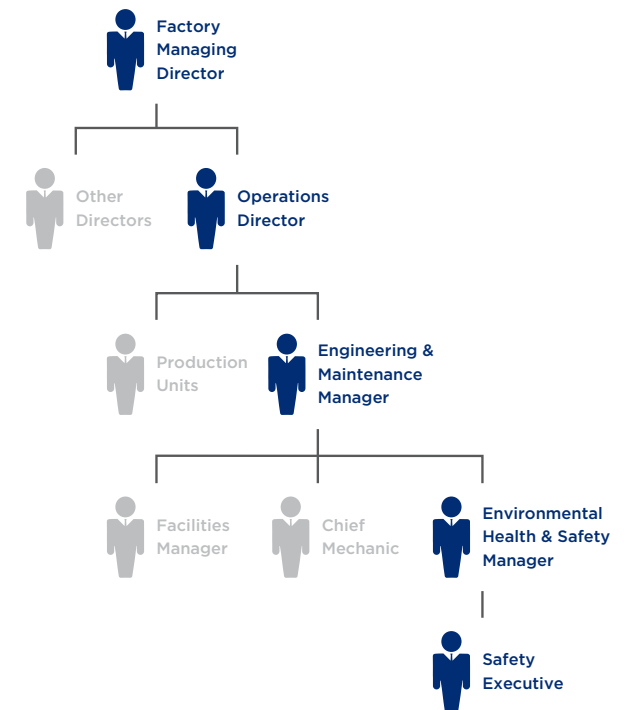 Factory
Managing
Director
Other
Directors
Operations
Director
Production
Units
Engineering &
Maintenance
Manager
Facilities
Manager
Chief
Mechanic
Environmental
Health & Safety
Manager
Safety
Executive